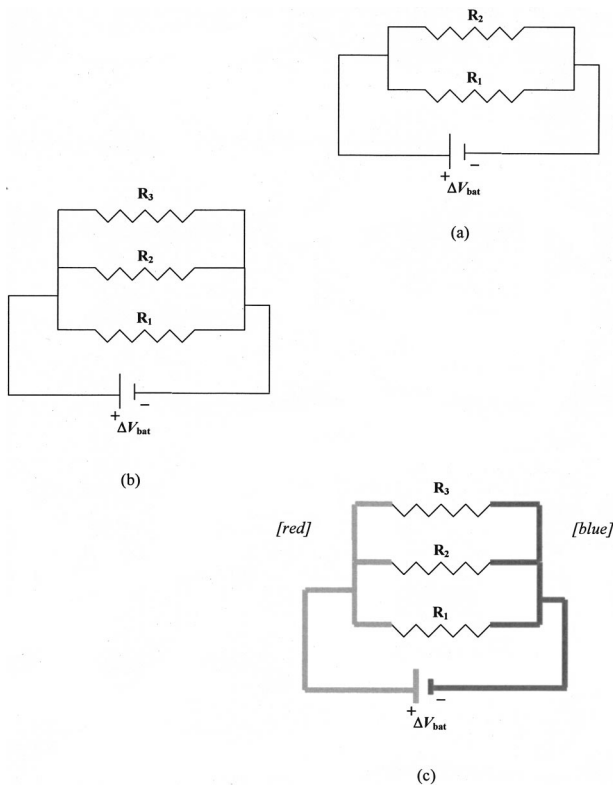 R2
R1
+ −
ΔVbat
(a)
R3
R2
R1
+ −
ΔVbat
(b)
R3
[red] [blue]
R2
R1
+ −
ΔVbat
(c)